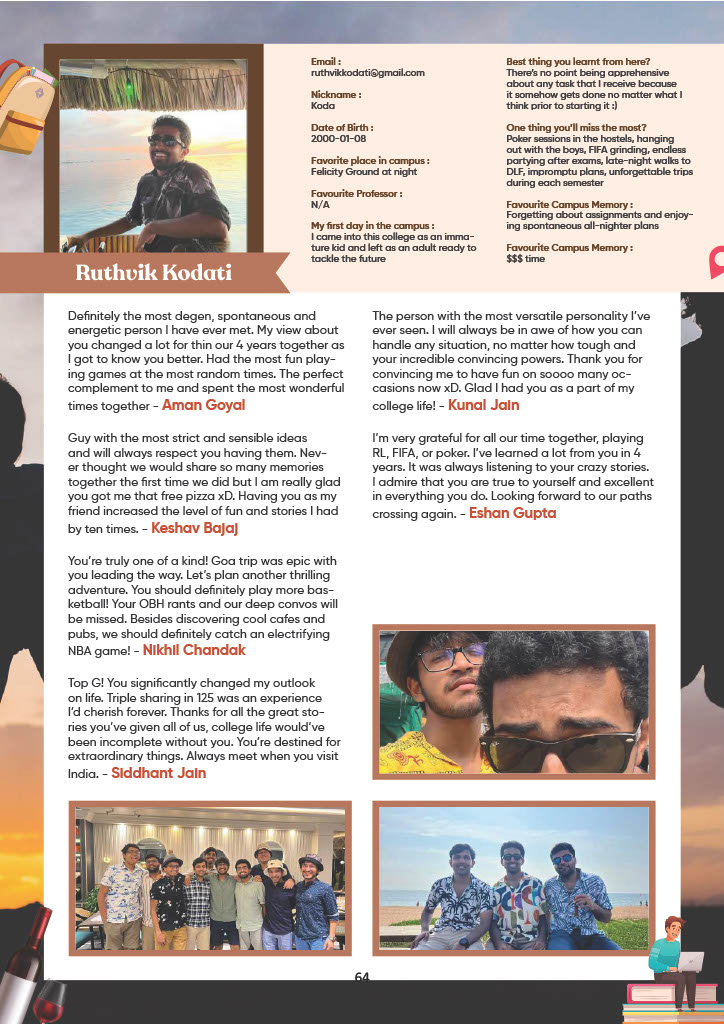 Email :
ruthvikkodati@gmail.com
Nickname :
Koda
Date of Birth :
2000-01-08
Favorite place in campus :
Felicity Ground at night
Favourite Professor :
N/A
My first day in the campus :
I came into this college as an imma-
ture kid and left as an adult ready to
tackle the future
Best thing you learnt from here?
There's no point being apprehensive
about any task that I receive because
it somehow gets done no matter what I
think prior to starting it :)
One thing you'll miss the most?
Poker sessions in the hostels, hanging
out with the boys, FIFA grinding, endless
partying after exams, late-night walks to
DLF, impromptu plans, unforgettable trips
during each semester
Favourite Campus Memory :
Forgetting about assignments and enjoy-
ing spontaneous all-nighter plans
Favourite Campus Memory :
$$$ time
Ruthvik Kodati
Definitely the most degen, spontaneous and
energetic person I have ever met. My view about
you changed a lot for thin our 4 years together as
I got to know you better. Had the most fun play-
ing games at the most random times. The perfect
complement to me and spent the most wonderful
times together - Aman Goyal
Guy with the most strict and sensible ideas
and will always respect you having them. Nev-
er thought we would share so many memories
together the first time we did but I am really glad
you got me that free pizza xD. Having you as my
friend increased the level of fun and stories I had
by ten times. - Keshav Bajaj
You're truly one of a kind! Goa trip was epic with
you leading the way. Let's plan another thrilling
adventure. You should definitely play more bas-
ketball! Your OBH rants and our deep convos will
be missed. Besides discovering cool cafes and
pubs, we should definitely catch an electrifying
NBA game! - Nikhil Chandak
Top G! You significantly changed my outlook
on life. Triple sharing in 125 was an experience
I'd cherish forever. Thanks for all the great sto-
ries you've given all of us, college life would've
been incomplete without you. You're destined for
extraordinary things. Always meet when you visit
India. - Siddhant Jain
The person with the most versatile personality I've
ever seen. I will always be in awe of how you can
handle any situation, no matter how tough and
your incredible convincing powers. Thank you for
convincing me to have fun on soooo many oc-
casions now xD. Glad I had you as a part of my
college life! - Kunal Jain
I'm very grateful for all our time together, playing
RL, FIFA, or poker. I've learned a lot from you in 4
years. It was always listening to your crazy stories.
I admire that you are true to yourself and excellent
in everything you do. Looking forward to our paths
crossing again. - Eshan Gupta
64